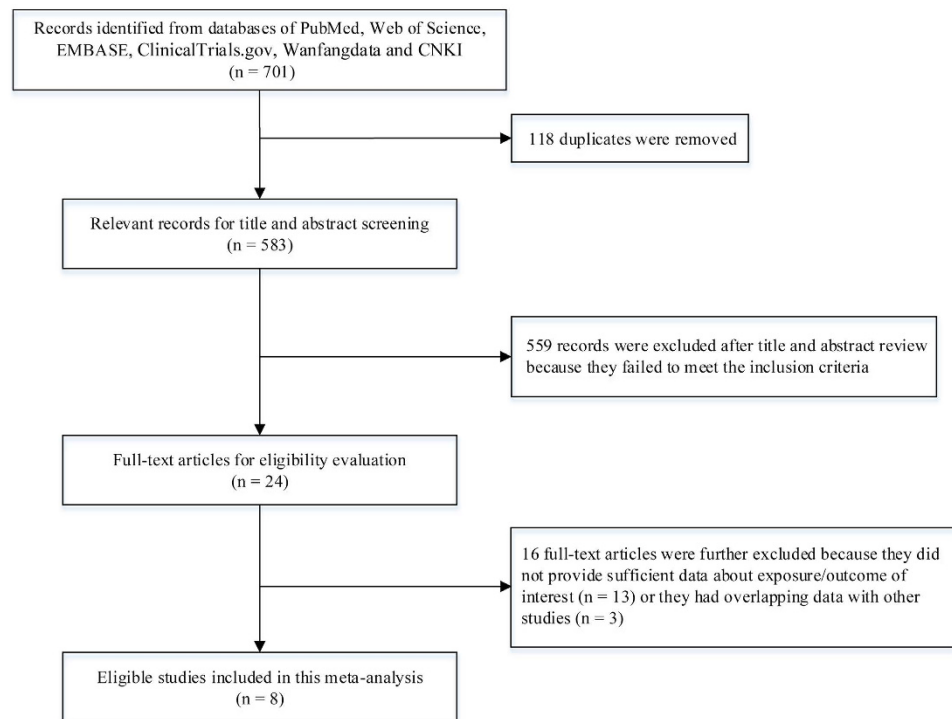 Records identified from databases of PubMed, Web of Science,
EMBASE, ClinicalTrials.gov, Wanfangdata and CNKI
(n = 701)
118 duplicates were removed
Relevant records for title and abstract screening
(n = 583)
559 records were excluded after title and abstract review
because they failed to meet the inclusion criteria
Full-text articles for eligibility evaluation
(n = 24)
16 full-text articles were further excluded because they did
not provide sufficient data about exposure/outcome of
interest (n = 13) or they had overlapping data with other
studies (n = 3)
Eligible studies included in this meta-analysis
(n = 8)